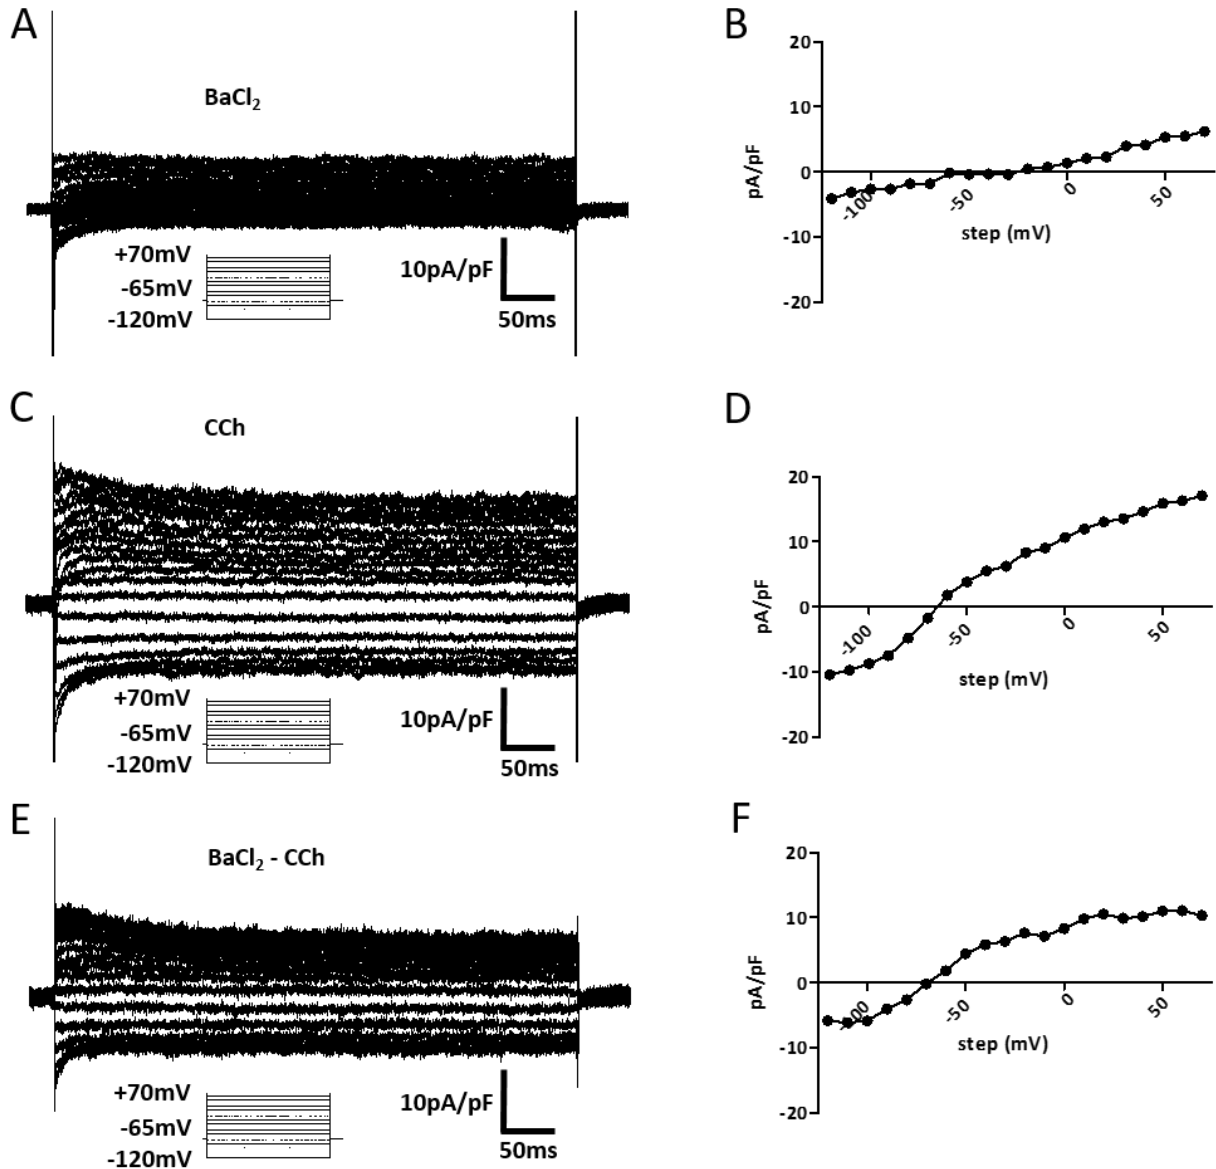 A
BaCl₂
+70mV
-65mV
-120mV
10pA/pF
50ms
B
20
10
0
-10
-20
pA/pF
-100
-50
0
50
step (mV)
C
CCh
+70mV
-65mV
-120mV
10pA/pF
50ms
D
20
10
0
-10
-20
pA/pF
-100
-50
0
50
step (mV)
E
BaCl₂ - CCh
+70mV
-65mV
-120mV
10pA/pF
50ms
F
20
10
0
-10
-20
pA/pF
-100
-50
0
50
step (mV)